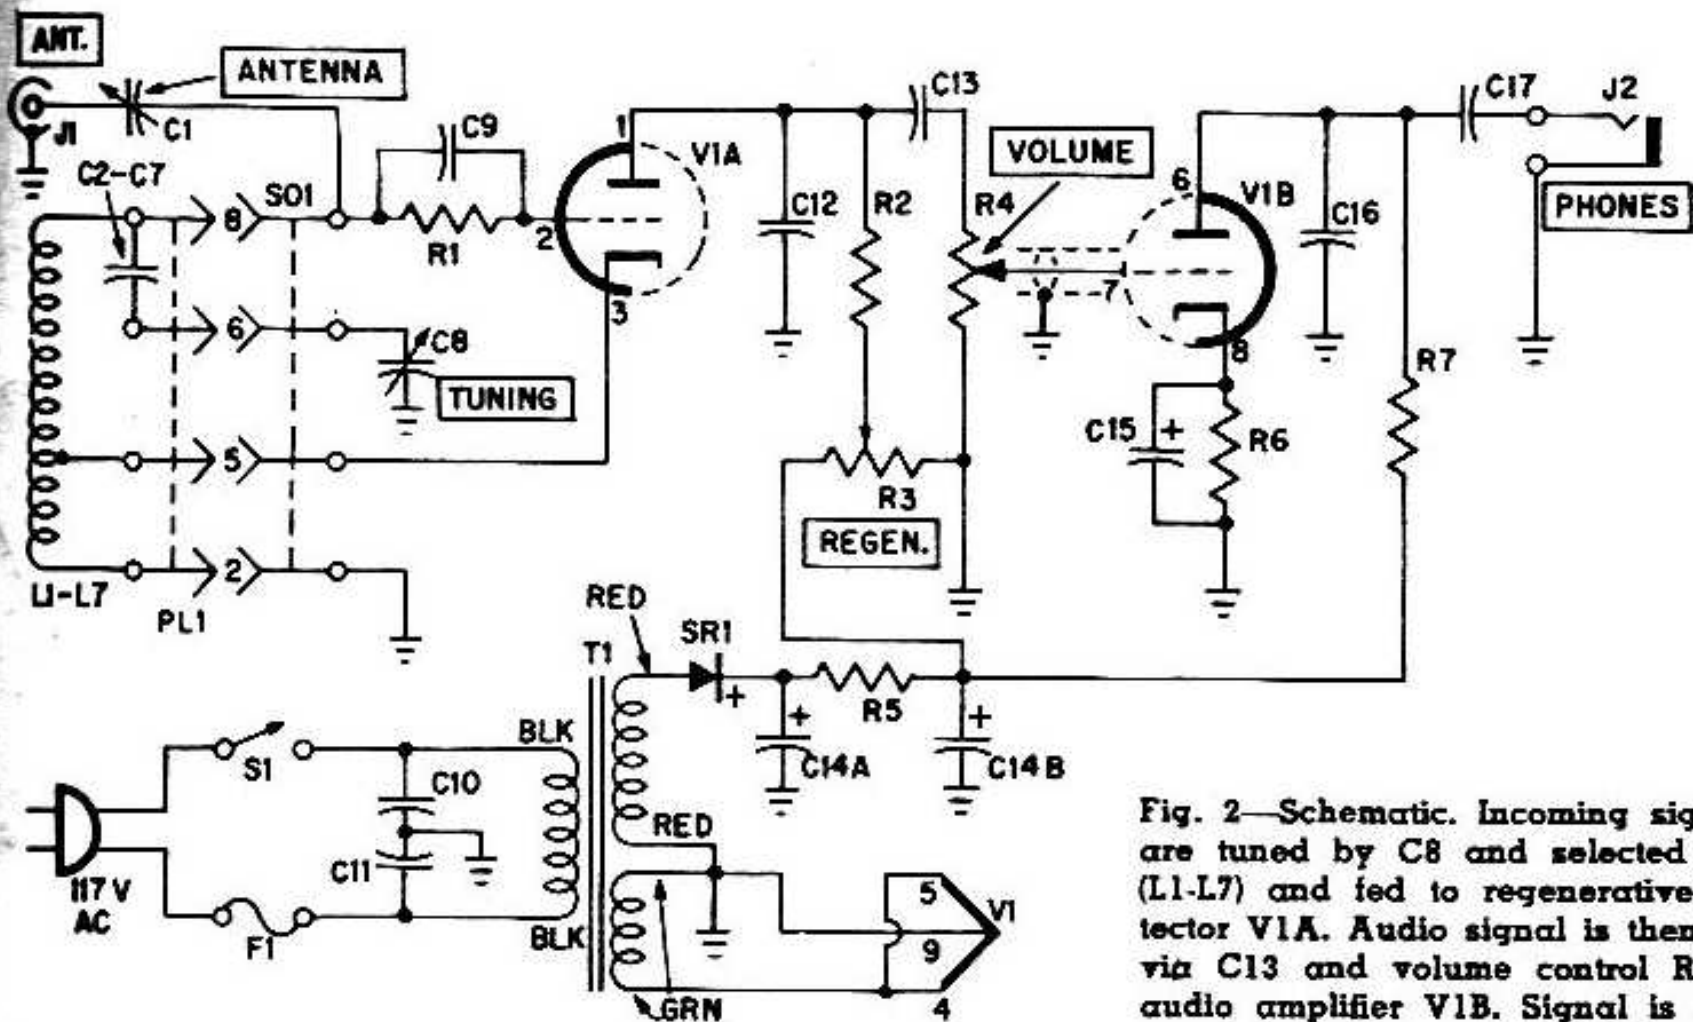 ANT.
ANTENNA
J1
C1
C2-C7
SO1
C9
R1
8
6
5
2
C8
TUNING
L1-L7
PL1
1
2
3
V1A
C12
R2
C13
R4
VOLUME
R3
REGEN.
6
7
8
V1B
C15
+
R6
C16
R7
C17
J2
PHONES
RED
T1
SR1
+
R5
+
C14A
+
C14B
S1
BLK
C10
C11
117 V
AC
F1
BLK
RED
GRN
5
9
4
V1
Fig. 2—Schematic. Incoming sig
are tuned by C8 and selected
(L1-L7) and fed to regenerative
tector V1A. Audio signal is then
via C13 and volume control R
audio amplifier V1B. Signal is